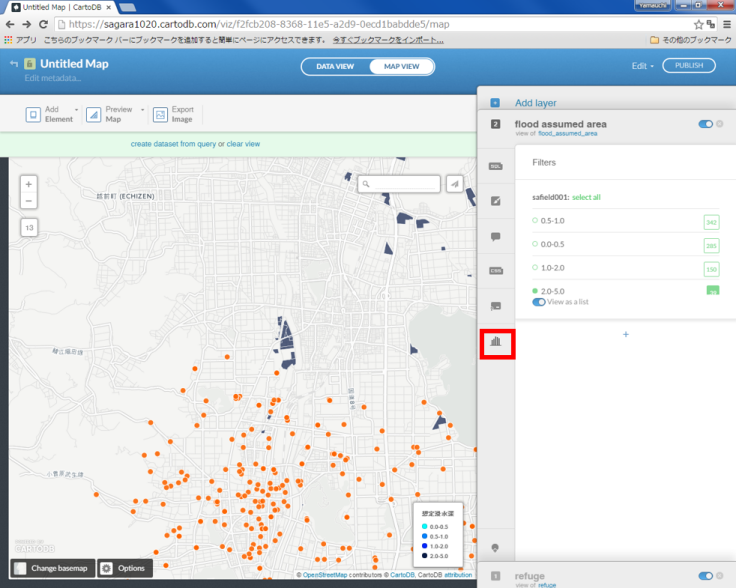 Untitled Map | CartoDB
Yamauchi
https://sagara1020.cartodb.com/viz/f2fcb208-8368-11e5-a2d9-0ecd1babdde5/map
アプリ こちらのブックマーク バーにブックマークを追加すると簡単にページにアクセスできます。 今すぐブックマークをインポート...
その他のブックマーク
Untitled Map
Edit metadata...
DATA VIEW
MAP VIEW
Edit
PUBLISH
Add Element
Preview Map
Export Image
create dataset from query or clear view
Add layer
2
flood assumed area
view of flood_assumed_area
SQL
CSS
Filters
safield001: select all
0.5-1.0
342
0.0-0.5
285
1.0-2.0
150
2.0-5.0
View as a list
+
+
−
13
(ECHIZEN)
想定浸水深
0.0-0.5
0.5-1.0
1.0-2.0
2.0-5.0
CARTODB
Change basemap
Options
© OpenStreetMap contributors © CartoDB, CartoDB attribution
1
refuge
view of refuge